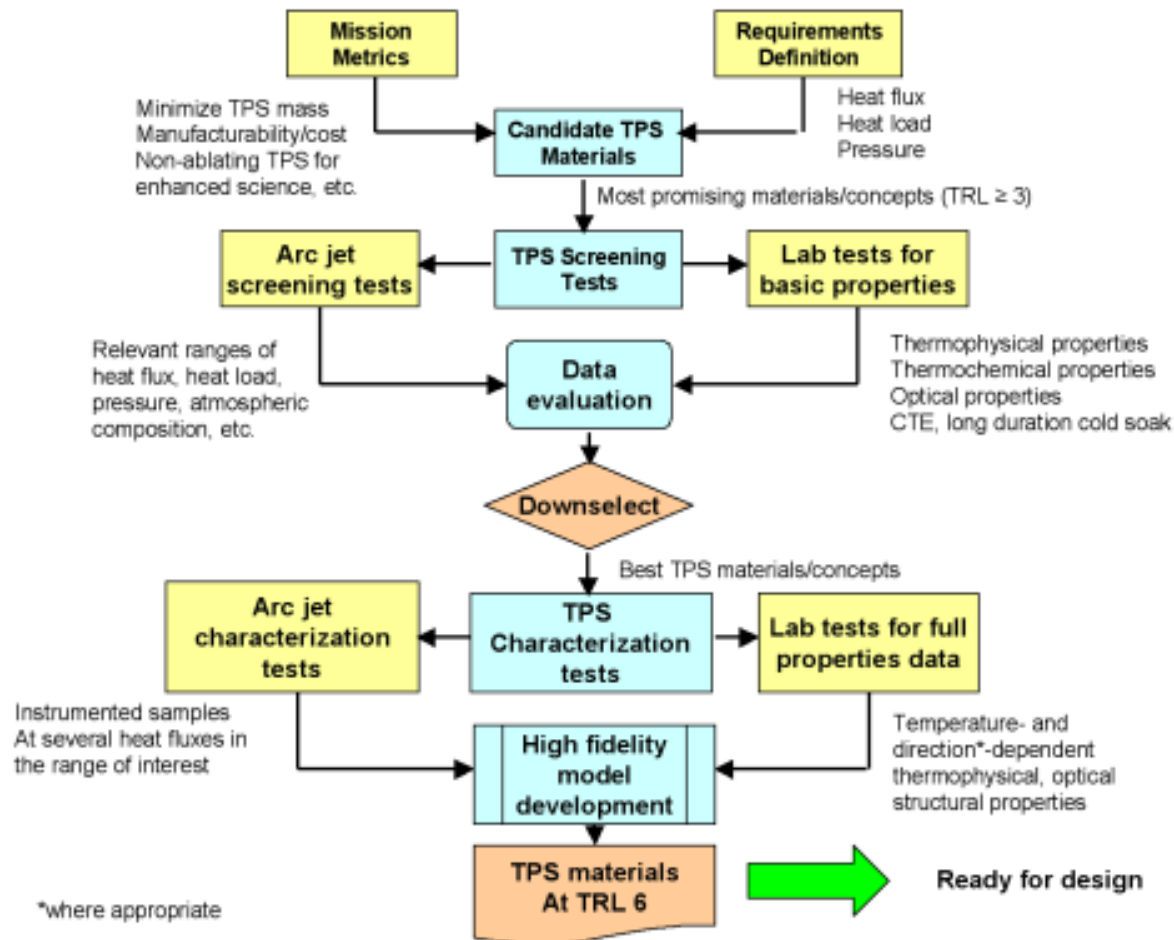 Mission
Metrics
Requirements
Definition
Minimize TPS mass
Manufacturability/cost
Non-ablating TPS for
enhanced science, etc.
Candidate TPS
Materials
Heat flux
Heat load
Pressure
Most promising materials/concepts (TRL ≥ 3)
Arc jet
screening tests
TPS Screening
Tests
Lab tests for
basic properties
Relevant ranges of
heat flux, heat load,
pressure, atmospheric
composition, etc.
Data
evaluation
Thermophysical properties
Thermochemical properties
Optical properties
CTE, long duration cold soak
Downselect
Best TPS materials/concepts
Arc jet
characterization
tests
TPS
Characterization
tests
Lab tests for full
properties data
Instrumented samples
At several heat fluxes in
the range of interest
High fidelity
model
development
Temperature- and
direction*-dependent
thermophysical, optical
structural properties
TPS materials
At TRL 6
Ready for design
*where appropriate